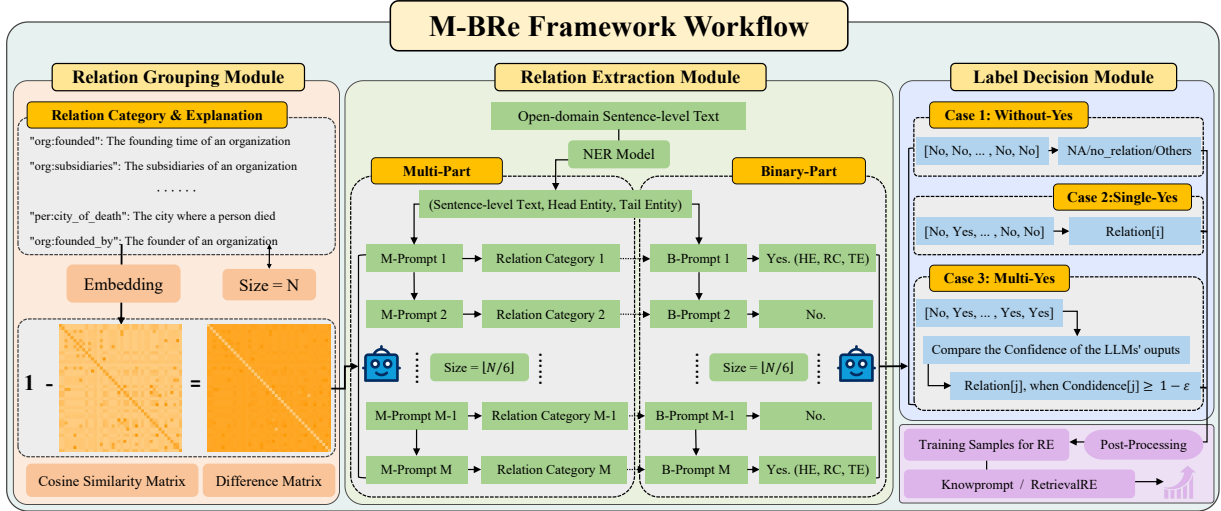 M-BRe Framework Workflow
Relation Grouping Module
Relation Category & Explanation
"org:founded": The founding time of an organization
"org:subsidiaries": The subsidiaries of an organization
. . . . . .
"per:city_of_death": The city where a person died
"org:founded_by": The founder of an organization
Embedding
Size = N
1 - =
Cosine Similarity Matrix
Difference Matrix
Relation Extraction Module
Open-domain Sentence-level Text
NER Model
Multi-Part
Binary-Part
(Sentence-level Text, Head Entity, Tail Entity)
M-Prompt 1
Relation Category 1
B-Prompt 1
Yes. (HE, RC, TE)
M-Prompt 2
Relation Category 2
B-Prompt 2
No.
Size = ⌊N/6⌋
Size = ⌊N/6⌋
M-Prompt M-1
Relation Category M-1
B-Prompt M-1
No.
M-Prompt M
Relation Category M
B-Prompt M
Yes. (HE, RC, TE)
Label Decision Module
Case 1: Without-Yes
[No, No, ... , No, No]
NA/no_relation/Others
Case 2:Single-Yes
[No, Yes, ... , No, No]
Relation[i]
Case 3: Multi-Yes
[No, Yes, ... , Yes, Yes]
Compare the Confidence of the LLMs' ouputs
Relation[j], when Condidence[j] ≥ 1 − ε
Training Samples for RE
Post-Processing
Knowprompt / RetrievalRE